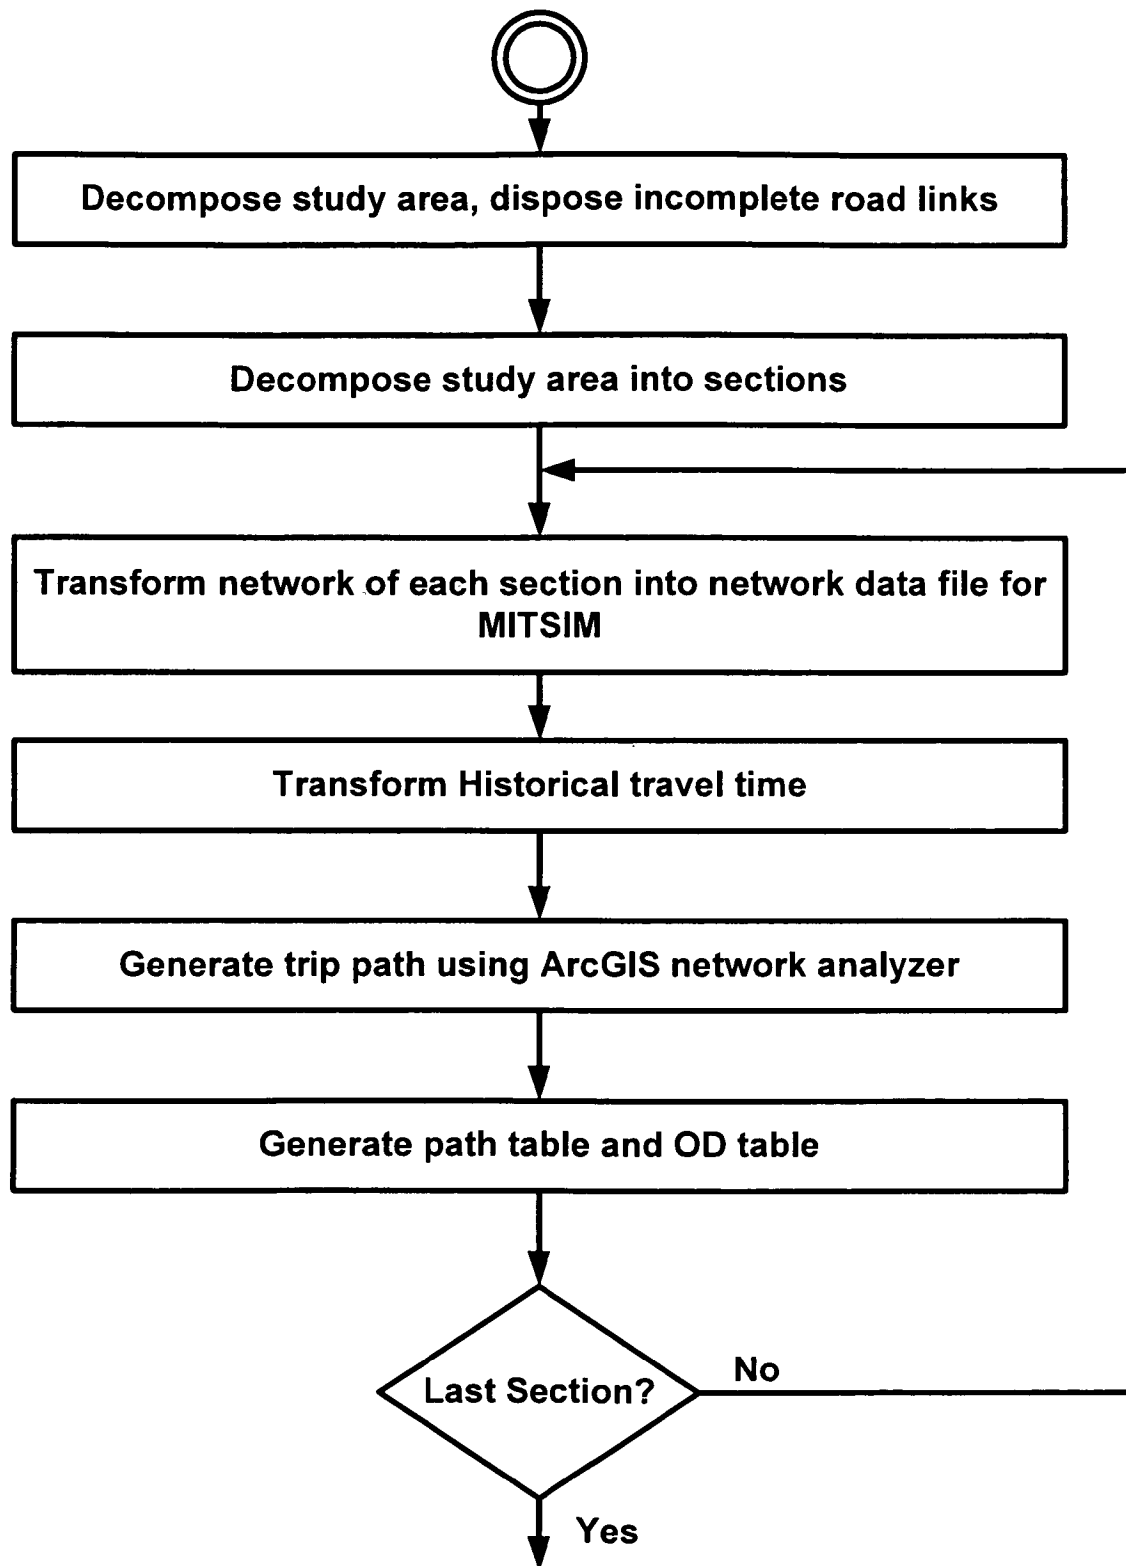 Decompose study area, dispose incomplete road links
Decompose study area into sections
Transform network of each section into network data file for
MITSIM
Transform Historical travel time
Generate trip path using ArcGIS network analyzer
Generate path table and OD table
Last Section?
No
Yes